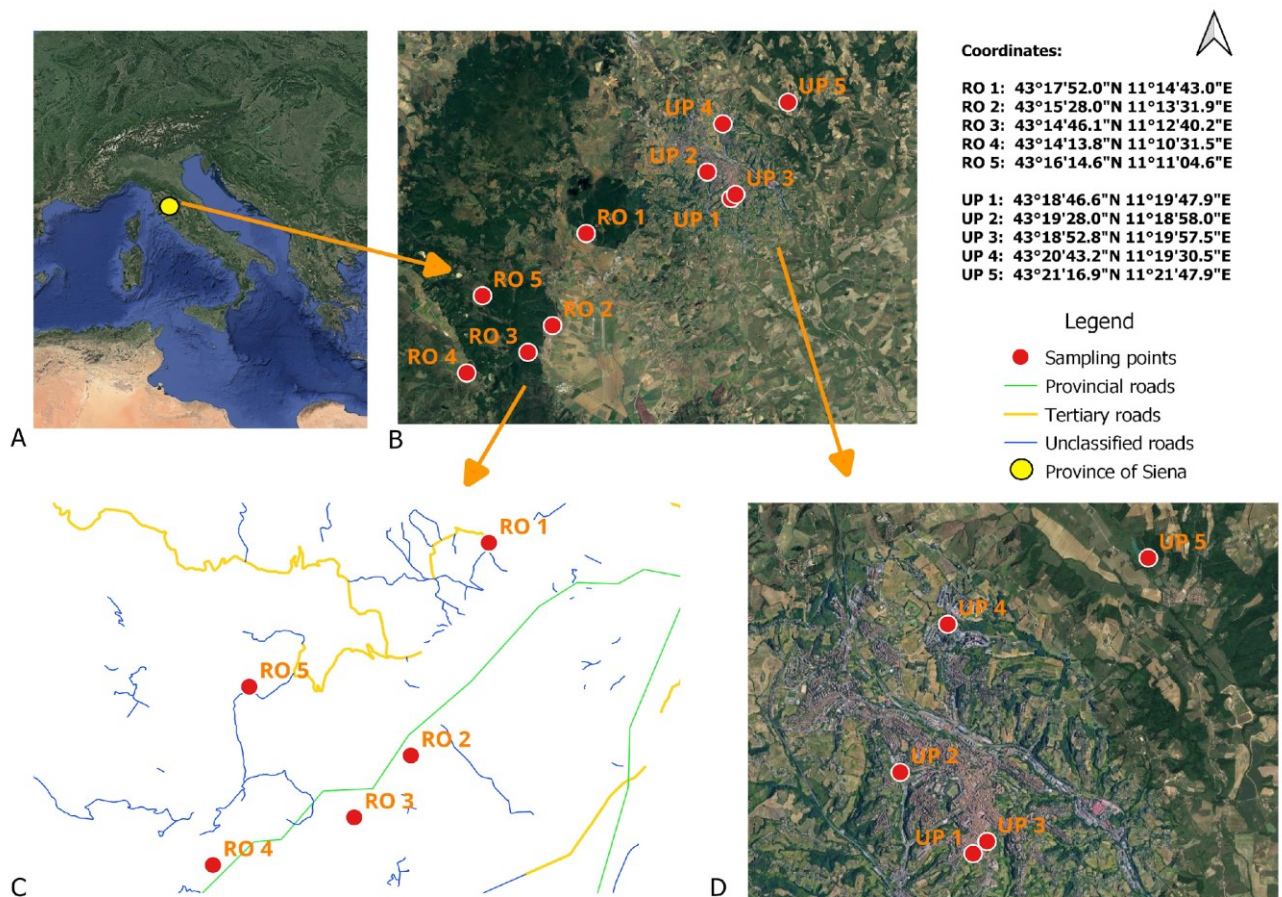 Coordinates:
RO 1: 43°17'52.0"N 11°14'43.0"E
RO 2: 43°15'28.0"N 11°13'31.9"E
RO 3: 43°14'46.1"N 11°12'40.2"E
RO 4: 43°14'13.8"N 11°10'31.5"E
RO 5: 43°16'14.6"N 11°11'04.6"E
UP 1: 43°18'46.6"N 11°19'47.9"E
UP 2: 43°19'28.0"N 11°18'58.0"E
UP 3: 43°18'52.8"N 11°19'57.5"E
UP 4: 43°20'43.2"N 11°19'30.5"E
UP 5: 43°21'16.9"N 11°21'47.9"E
Legend
Sampling points
Provincial roads
Tertiary roads
Unclassified roads
Province of Siena
A
UP 5
UP 4
UP 2
UP 3
UP 1
RO 1
RO 5
RO 2
RO 3
RO 4
B
RO 1
RO 5
RO 2
RO 3
RO 4
C
UP 5
UP 4
UP 2
UP 3
UP 1
D